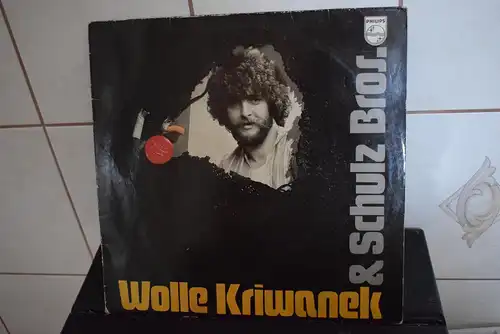 PHILIPS
Wolle Kriwanek
& Schulz Bros.